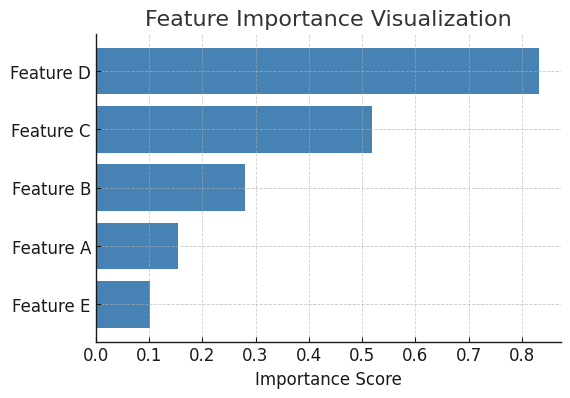 Feature Importance Visualization
Feature D
Feature C
Feature B
Feature A
Feature E
0.0 0.1 0.2 0.3 0.4 0.5 0.6 0.7 0.8
Importance Score